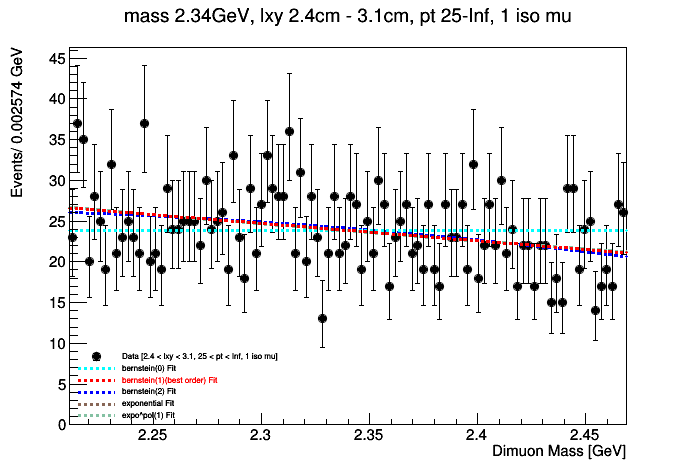 mass 2.34GeV, lxy 2.4cm - 3.1cm, pt 25-Inf, 1 iso mu
Events/ 0.002574 GeV
45
40
35
30
25
20
15
10
5
0
Data [2.4 < lxy < 3.1, 25 < pt < Inf, 1 iso mu]
bernstein(0) Fit
bernstein(1)(best order) Fit
bernstein(2) Fit
exponential Fit
expo*pol(1) Fit
2.25 2.3 2.35 2.4 2.45
Dimuon Mass [GeV]